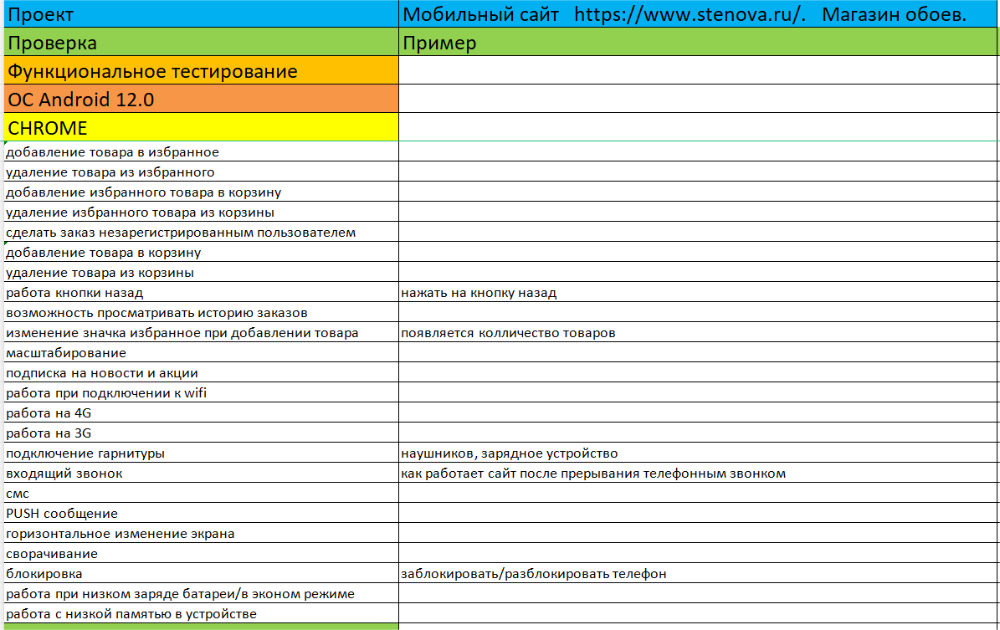 Проект Мобильный сайт https://www.stenova.ru/. Магазин обоев.
Проверка Пример
Функциональное тестирование
ОС Android 12.0
CHROME
добавление товара в избранное
удаление товара из избранного
добавление избранного товара в корзину
удаление избранного товара из корзины
сделать заказ незарегистрированным пользователем
добавление товара в корзину
удаление товара из корзины
работа кнопки назад нажать на кнопку назад
возможность просматривать историю заказов
изменение значка избранное при добавлении товара появляется колличество товаров
масштабирование
подписка на новости и акции
работа при подключении к wifi
работа на 4G
работа на 3G
подключение гарнитуры наушников, зарядное устройство
входящий звонок как работает сайт после прерывания телефонным звонком
смс
PUSH сообщение
горизонтальное изменение экрана
сворачивание
блокировка заблокировать/разблокировать телефон
работа при низком заряде батареи/в эконом режиме
работа с низкой памятью в устройстве